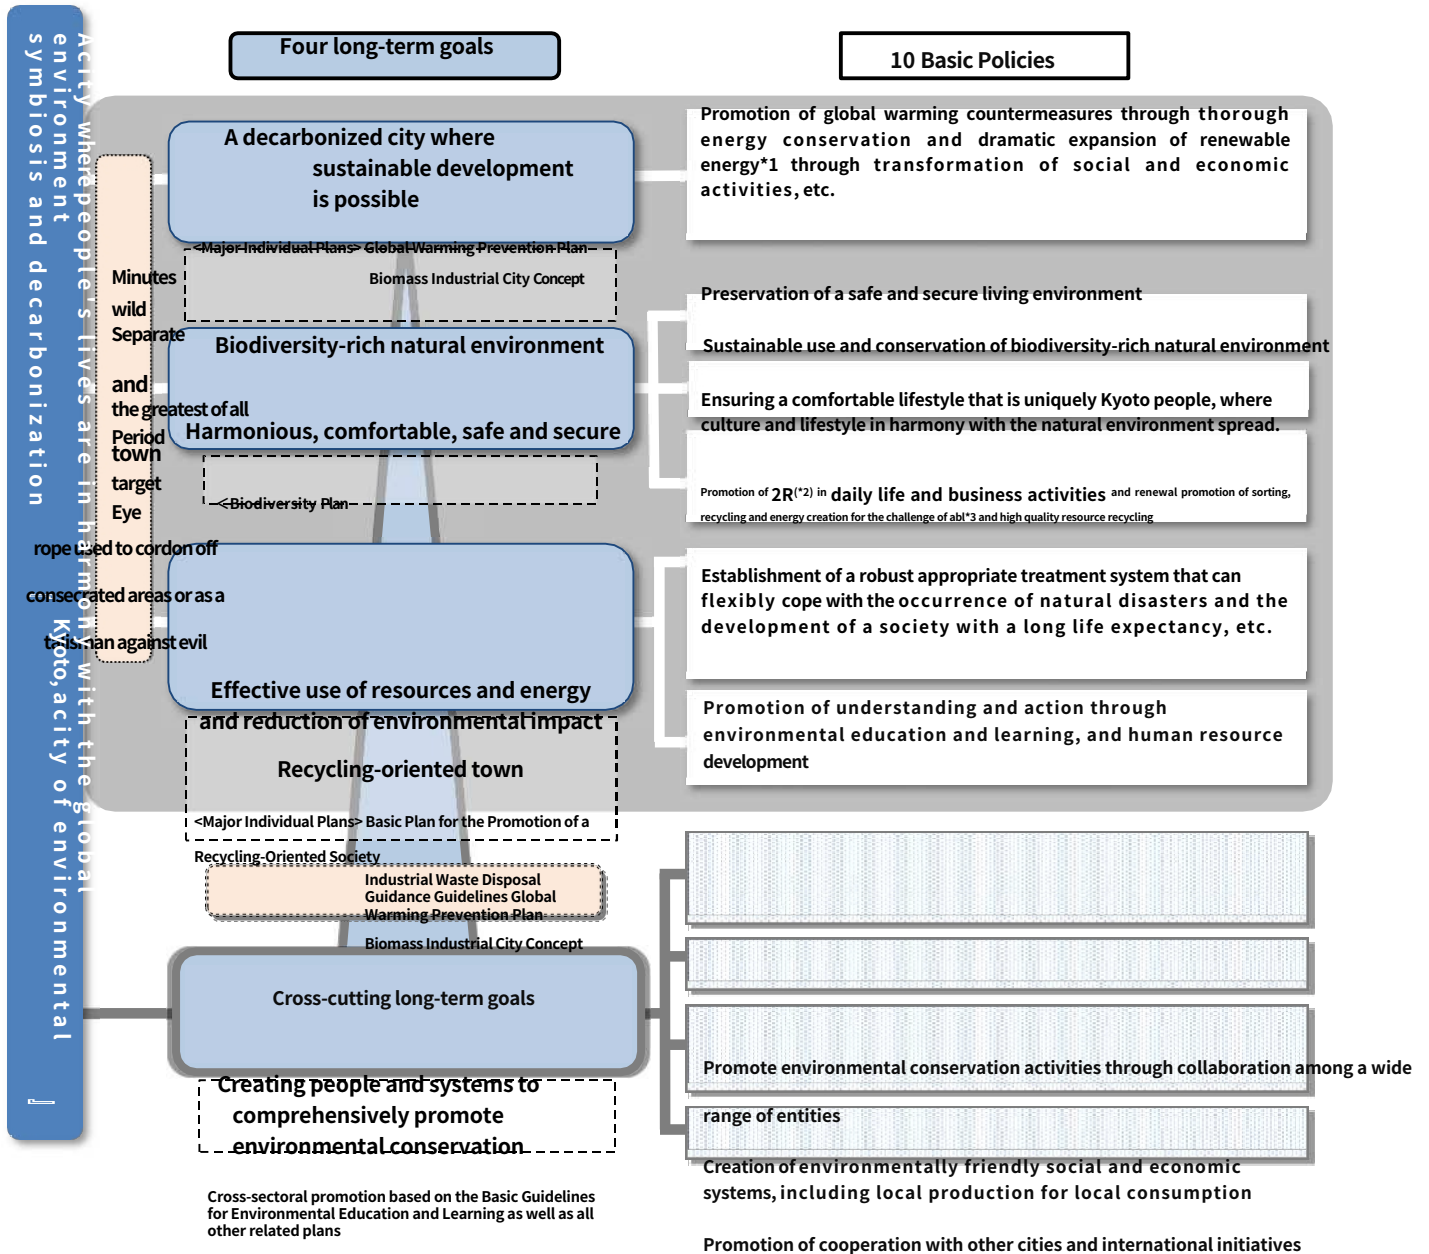 Four long-term goals
10 Basic Policies
A city where people's lives are in harmony with the global
environment
symbiosis and decarbonization
Kyoto, a city of environmental
』
Minutes
wild
Separate
and
the greatest of all
Period
town
target
Eye
rope used to cordon off
consecrated areas or as a
talisman against evil
A decarbonized city where
sustainable development
is possible
<Major Individual Plans> Global Warming Prevention Plan
Biomass Industrial City Concept
Biodiversity-rich natural environment
Harmonious, comfortable, safe and secure
<Biodiversity Plan
Effective use of resources and energy
and reduction of environmental impact
Recycling-oriented town
<Major Individual Plans> Basic Plan for the Promotion of a
Recycling-Oriented Society
Industrial Waste Disposal
Guidance Guidelines Global
Warming Prevention Plan
Biomass Industrial City Concept
Cross-cutting long-term goals
Creating people and systems to
comprehensively promote
environmental conservation
Cross-sectoral promotion based on the Basic Guidelines
for Environmental Education and Learning as well as all
other related plans
Promotion of global warming countermeasures through thorough
energy conservation and dramatic expansion of renewable
energy*1 through transformation of social and economic
activities, etc.
Preservation of a safe and secure living environment
Sustainable use and conservation of biodiversity-rich natural environment
Ensuring a comfortable lifestyle that is uniquely Kyoto people, where
culture and lifestyle in harmony with the natural environment spread.
Promotion of 2R(*2) in daily life and business activities and renewal promotion of sorting,
recycling and energy creation for the challenge of abl*3 and high quality resource recycling
Establishment of a robust appropriate treatment system that can
flexibly cope with the occurrence of natural disasters and the
development of a society with a long life expectancy, etc.
Promotion of understanding and action through
environmental education and learning, and human resource
development
Promote environmental conservation activities through collaboration among a wide
range of entities
Creation of environmentally friendly social and economic
systems, including local production for local consumption
Promotion of cooperation with other cities and international initiatives